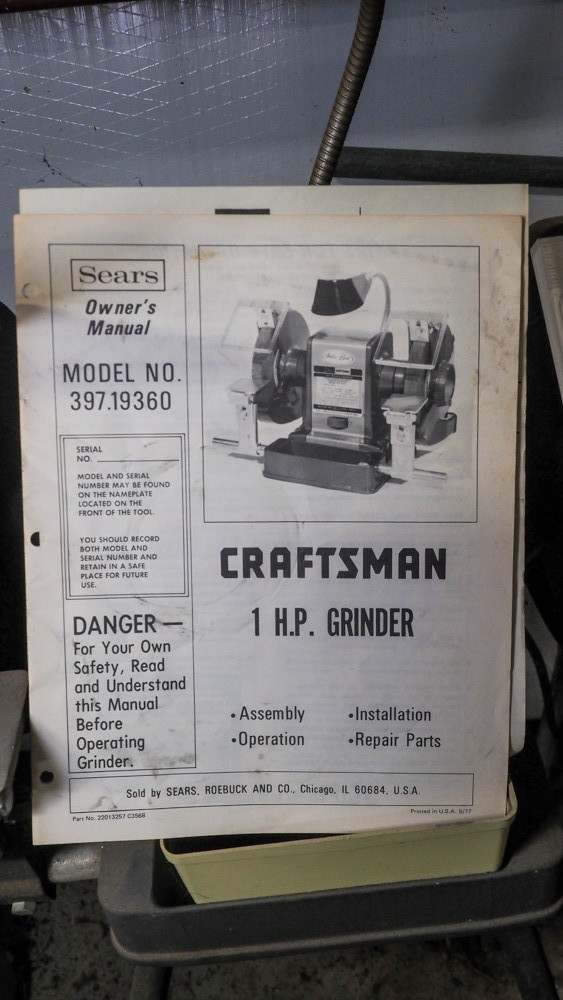 Sears
Owner's
Manual
MODEL NO.
397.19360
SERIAL
NO.
MODEL AND SERIAL
NUMBER MAY BE FOUND
ON THE NAMEPLATE
LOCATED ON THE
FRONT OF THE TOOL.
YOU SHOULD RECORD
BOTH MODEL AND
SERIAL NUMBER AND
RETAIN IN A SAFE
PLACE FOR FUTURE
USE.
DANGER —
For Your Own
Safety, Read
and Understand
this Manual
Before
Operating
Grinder.
CRAFTSMAN
1 H.P. GRINDER
• Assembly
• Installation
• Operation
• Repair Parts
Sold by SEARS, ROEBUCK AND CO., Chicago, IL 60684, U.S.A.
Part No. 22013257 C3568
Printed in U.S.A. 6/77